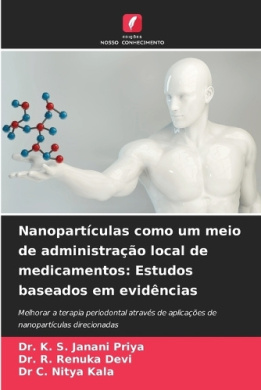 edições
NOSSO CONHECIMENTO
Nanopartículas como um meio
de administração local de
medicamentos: Estudos
baseados em evidências
Melhorar a terapia periodontal através de aplicações de
nanopartículas direcionadas
Dr. K. S. Janani Priya
Dr. R. Renuka Devi
Dr C. Nitya Kala